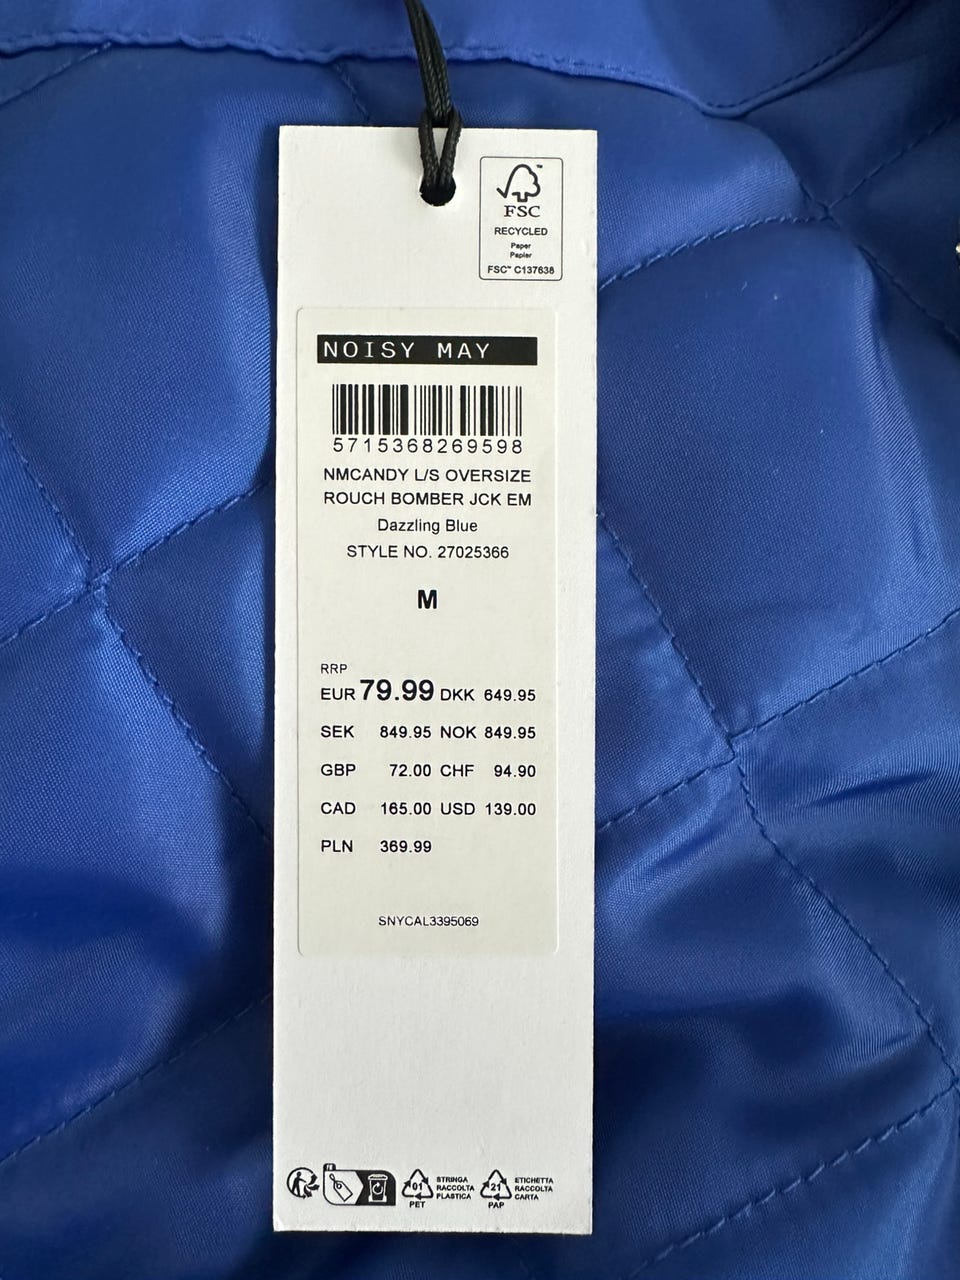 FSC™
RECYCLED
Paper
Papier
FSC™ C137638
NOISY MAY
5715368269598
NMCANDY L/S OVERSIZE
ROUCH BOMBER JCK EM
Dazzling Blue
STYLE NO. 27025366
M
RRP
EUR 79.99 DKK 649.95
SEK 849.95 NOK 849.95
GBP 72.00 CHF 94.90
CAD 165.00 USD 139.00
PLN 369.99
SNYCAL3395069
FR
01
PET
STRINGA
RACCOLTA
PLASTICA
21
PAP
ETICHETTA
RACCOLTA
CARTA